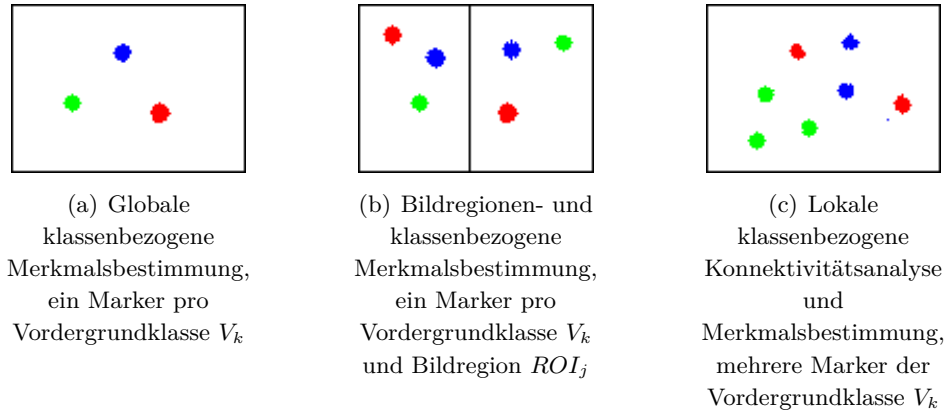 (a) Globale
klassenbezogene
Merkmalsbestimmung,
ein Marker pro
Vordergrundklasse V_k
(b) Bildregionen- und
klassenbezogene
Merkmalsbestimmung,
ein Marker pro
Vordergrundklasse V_k
und Bildregion ROI_j
(c) Lokale
klassenbezogene
Konnektivitätsanalyse
und
Merkmalsbestimmung,
mehrere Marker der
Vordergrundklasse V_k